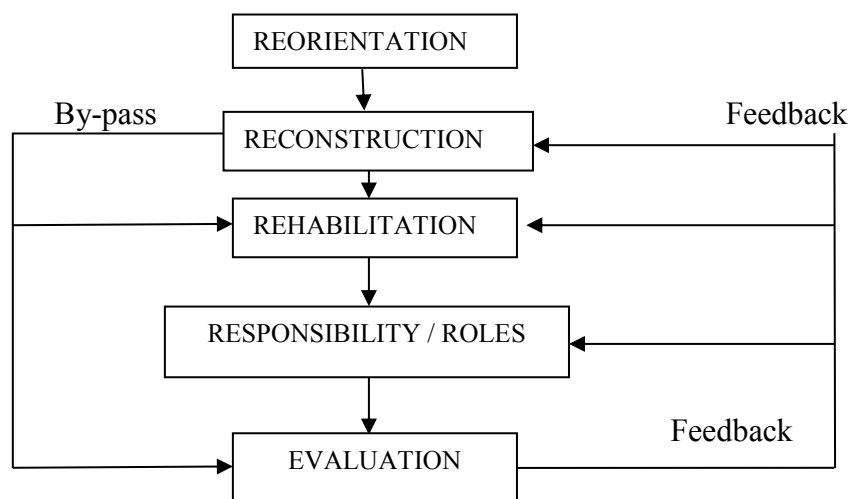 REORIENTATION
By-pass
Feedback
RECONSTRUCTION
REHABILITATION
RESPONSIBILITY / ROLES
Feedback
EVALUATION